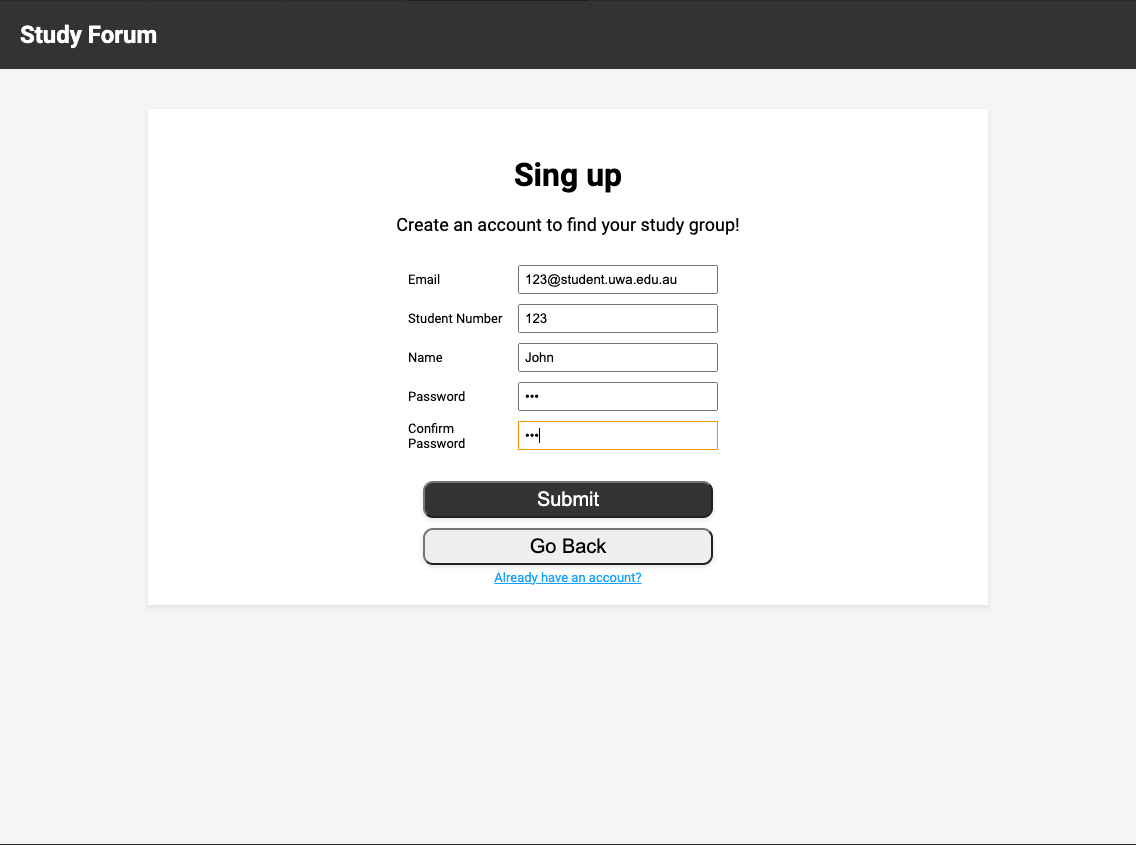 Study Forum
Sing up
Create an account to find your study group!
Email 123@student.uwa.edu.au
Student Number 123
Name John
Password •••
Confirm
Password •••
Submit
Go Back
Already have an account?